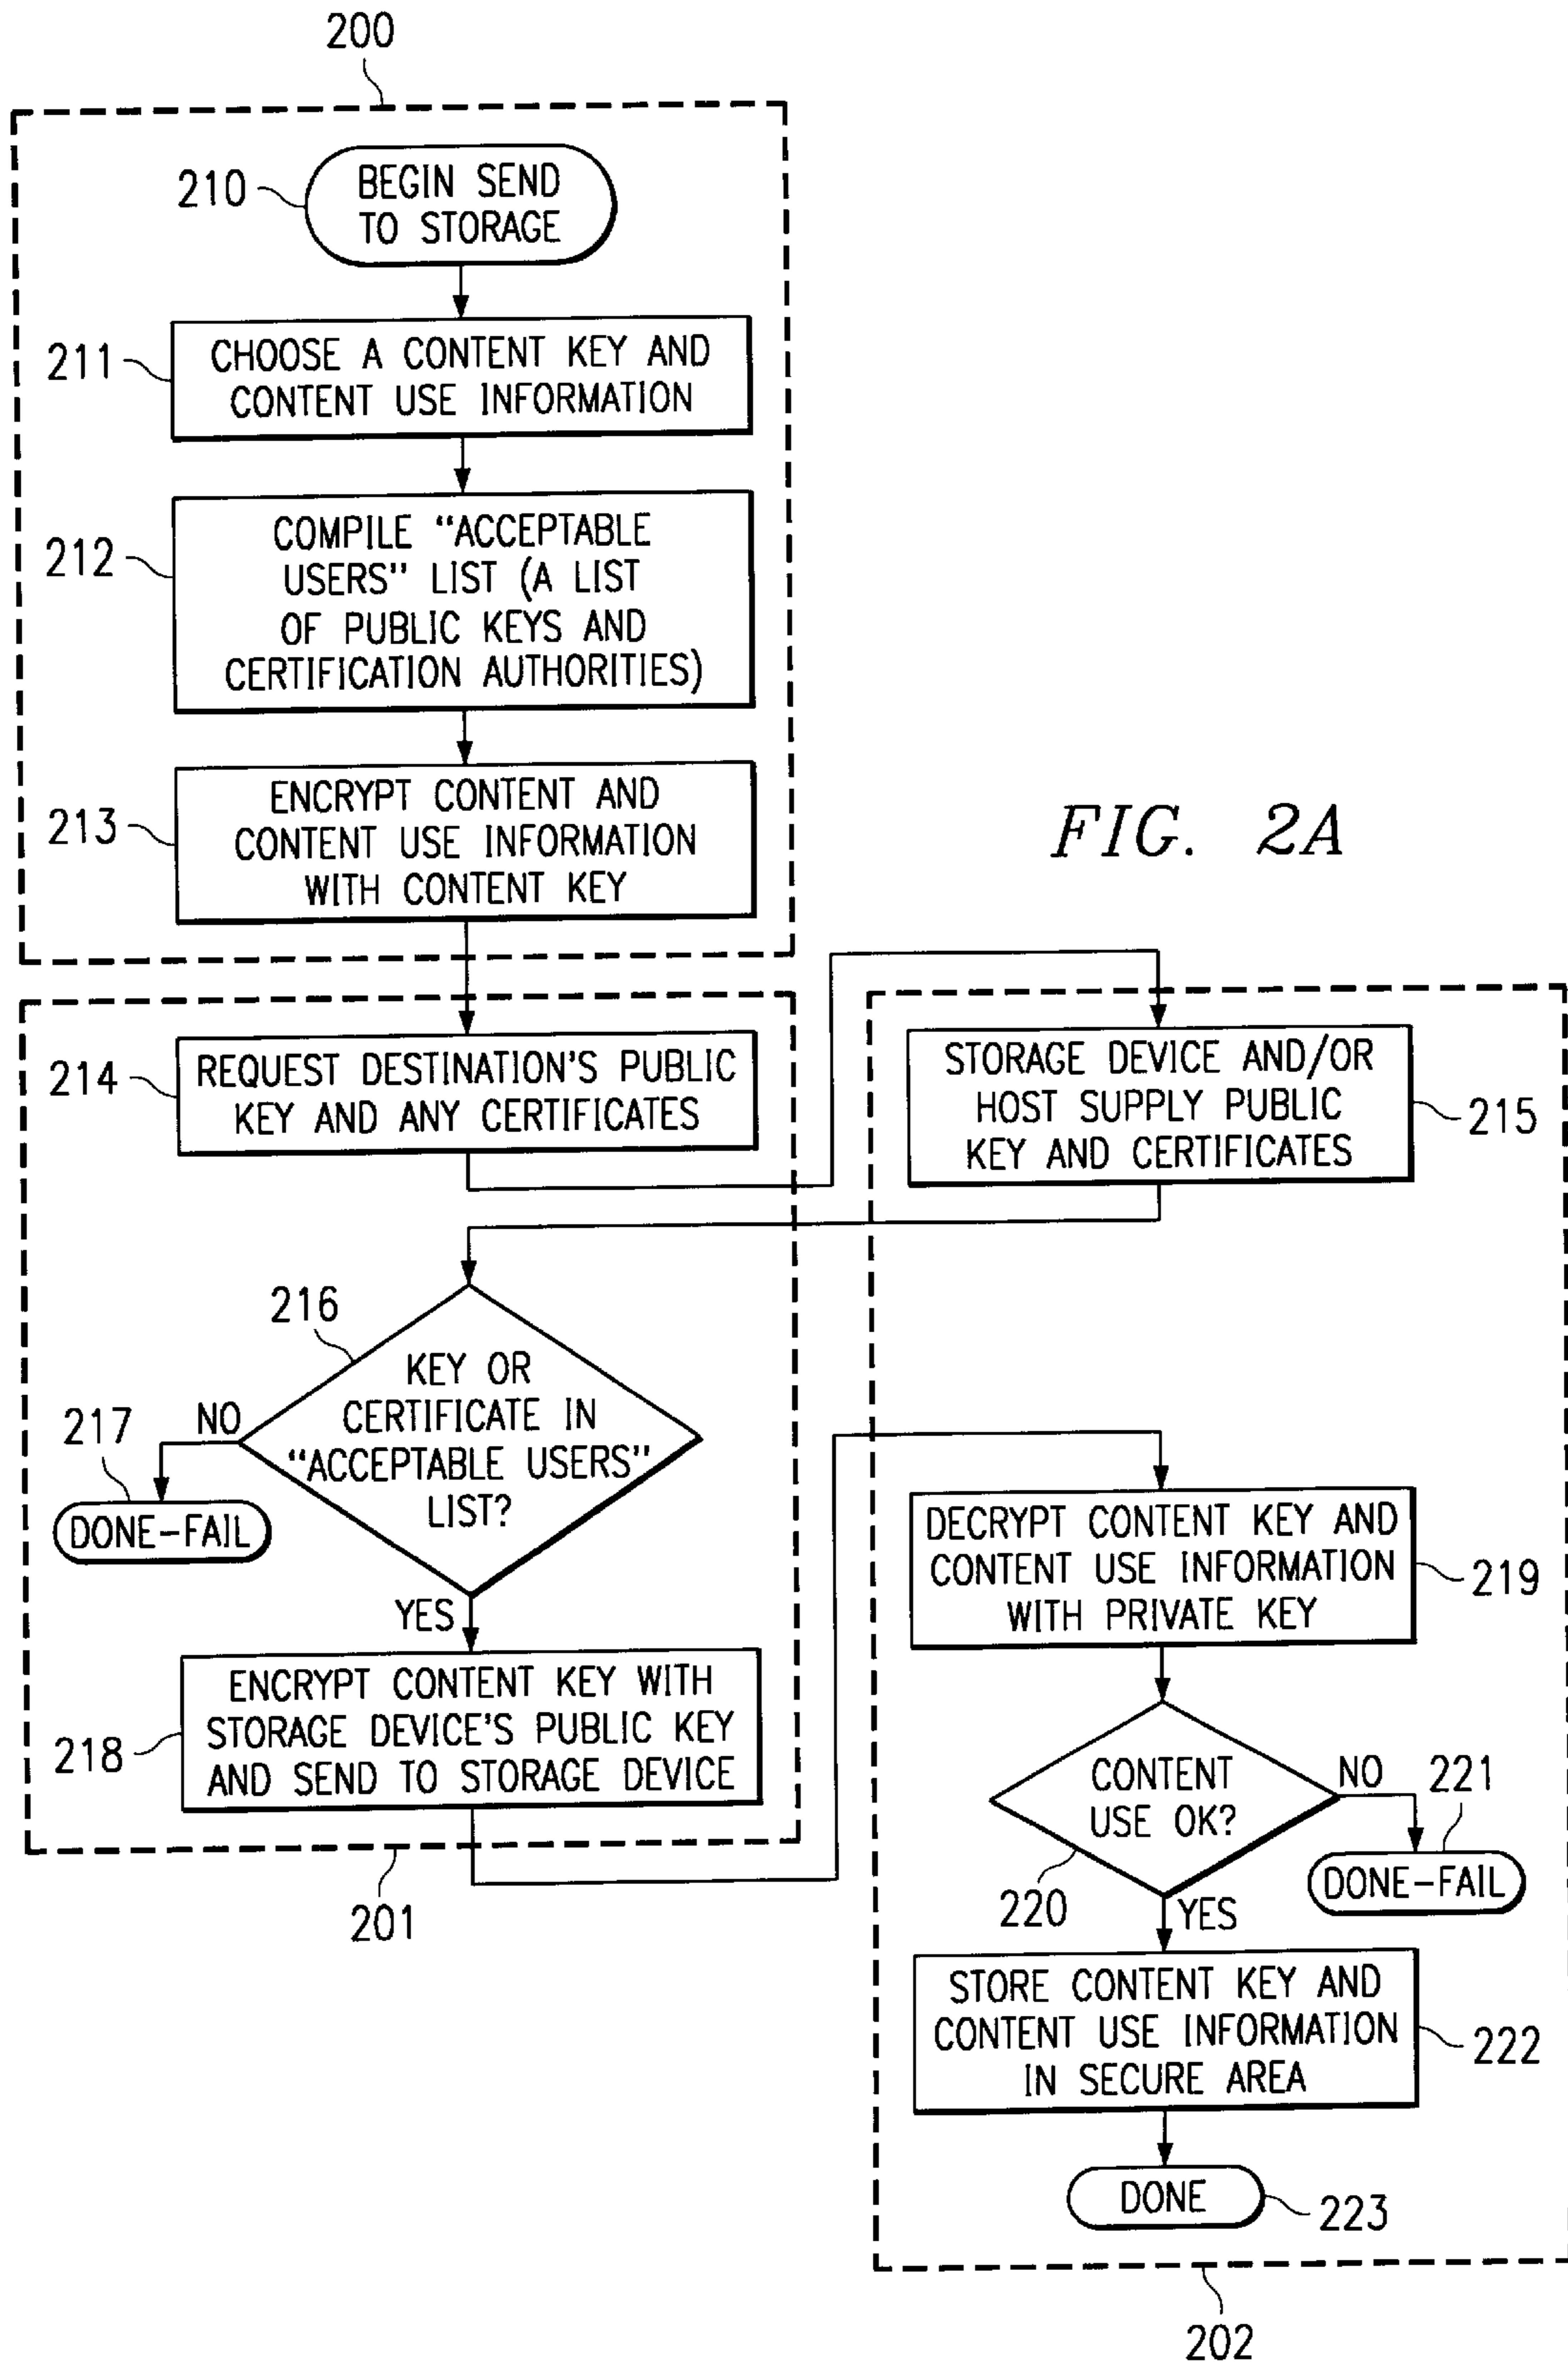 200
210
BEGIN SEND
TO STORAGE
211
CHOOSE A CONTENT KEY AND
CONTENT USE INFORMATION
212
COMPILE "ACCEPTABLE
USERS" LIST (A LIST
OF PUBLIC KEYS AND
CERTIFICATION AUTHORITIES)
213
ENCRYPT CONTENT AND
CONTENT USE INFORMATION
WITH CONTENT KEY
FIG. 2A
214
REQUEST DESTINATION'S PUBLIC
KEY AND ANY CERTIFICATES
STORAGE DEVICE AND/OR
HOST SUPPLY PUBLIC
KEY AND CERTIFICATES
215
216
KEY OR
CERTIFICATE IN
"ACCEPTABLE USERS"
LIST?
NO
217
DONE-FAIL
YES
218
ENCRYPT CONTENT KEY WITH
STORAGE DEVICE'S PUBLIC KEY
AND SEND TO STORAGE DEVICE
201
DECRYPT CONTENT KEY AND
CONTENT USE INFORMATION
WITH PRIVATE KEY
219
CONTENT
USE OK?
220
NO
221
DONE-FAIL
YES
STORE CONTENT KEY AND
CONTENT USE INFORMATION
IN SECURE AREA
222
DONE
223
202